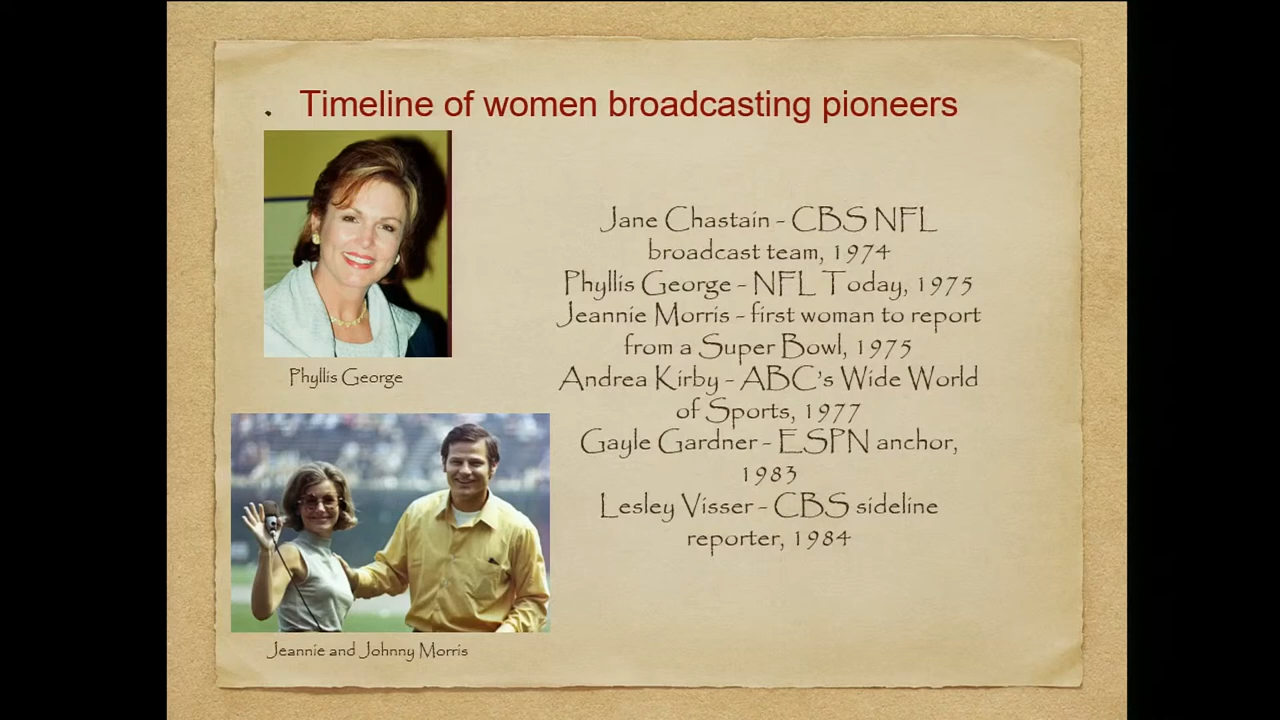 Timeline of women broadcasting pioneers
Jane Chastain - CBS NFL
broadcast team, 1974
Phyllis George - NFL Today, 1975
Jeannie Morris - first woman to report
from a Super Bowl, 1975
Andrea Kirby - ABC's Wide World
of Sports, 1977
Gayle Gardner - ESPN anchor,
1983
Lesley Visser - CBS sideline
reporter, 1984
Phyllis George
Jeannie and Johnny Morris